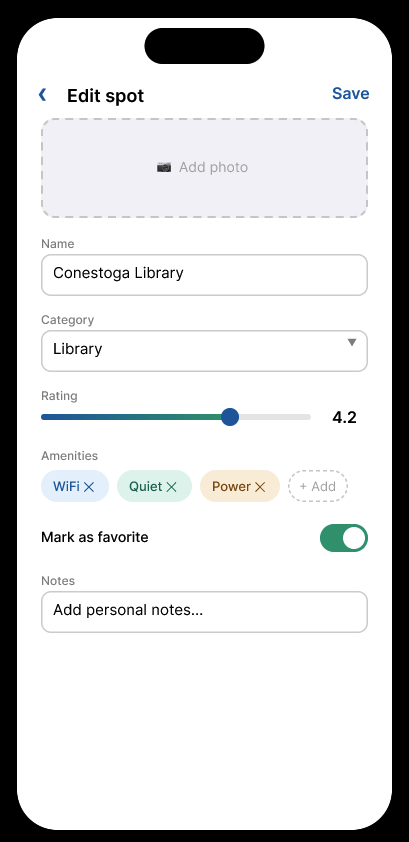 Edit spot
Save
Add photo
Name
Conestoga Library
Category
Library
Rating
4.2
Amenities
WiFi
Quiet
Power
+ Add
Mark as favorite
Notes
Add personal notes...